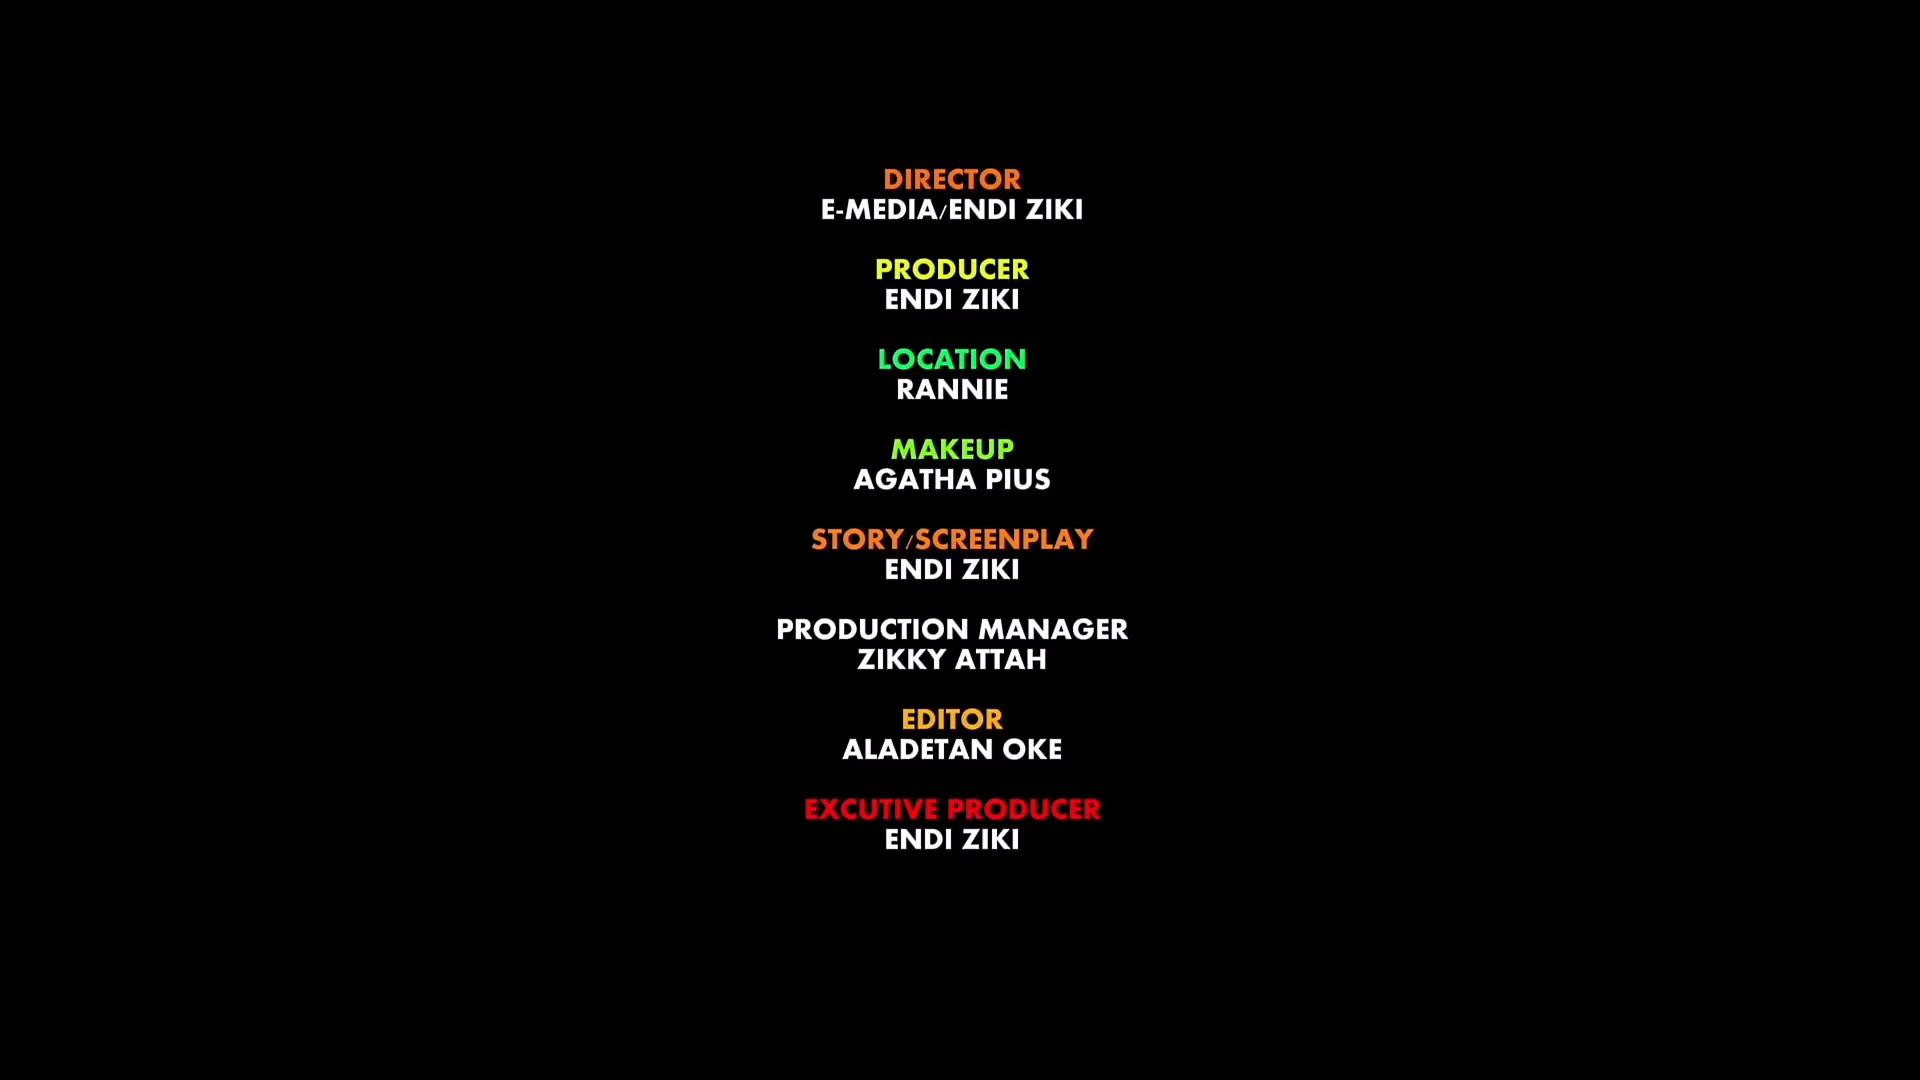 DIRECTOR
E-MEDIA/ENDI ZIKI
PRODUCER
ENDI ZIKI
LOCATION
RANNIE
MAKEUP
AGATHA PIUS
STORY/SCREENPLAY
ENDI ZIKI
PRODUCTION MANAGER
ZIKKY ATTAH
EDITOR
ALADETAN OKE
EXCUTIVE PRODUCER
ENDI ZIKI